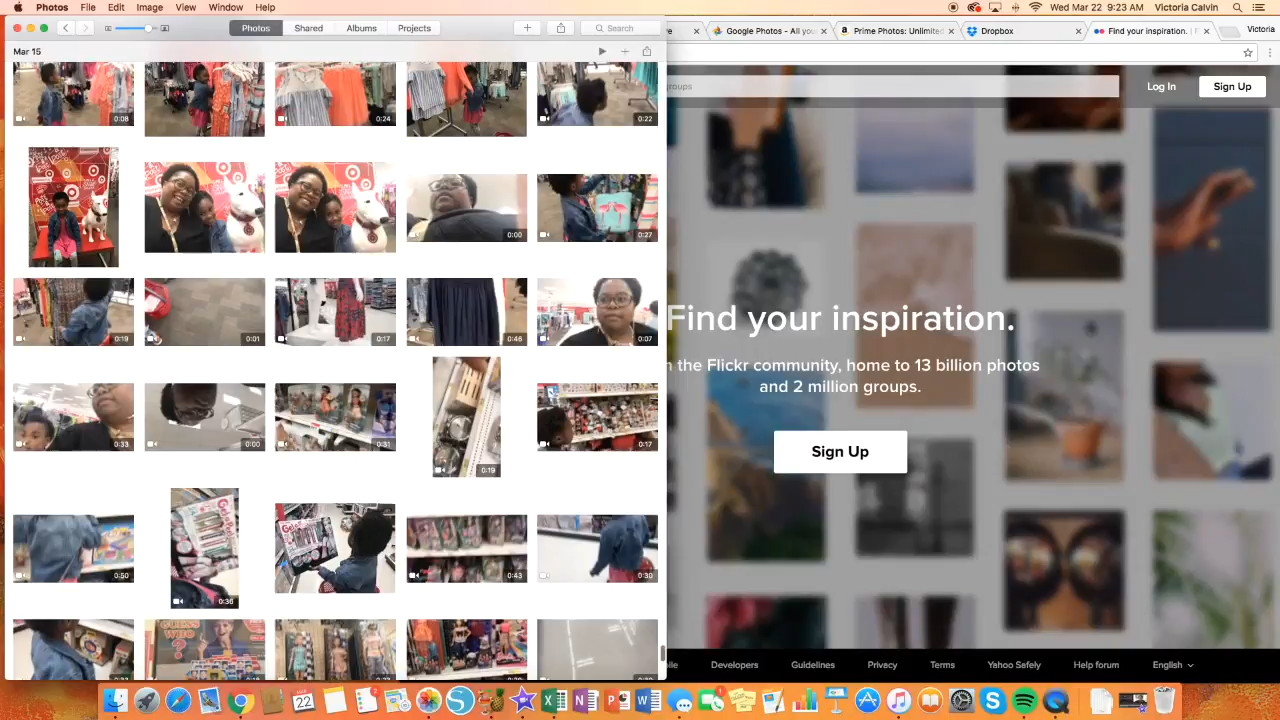 Photos File Edit Image View Window Help
Wed Mar 22 9:23 AM Victoria Calvin
Photos Shared Albums Projects
Search
Mar 15
0:08
0:24
0:22
0:00
0:27
0:19
0:01
0:17
0:46
0:07
0:33
0:00
0:31
0:19
0:17
0:50
0:36
0:43
0:30
GUESS WHO?
Google Photos - All you
Prime Photos: Unlimited
Dropbox
Find your inspiration. |
Victoria
groups
Log In
Sign Up
Find your inspiration.
the Flickr community, home to 13 billion photos
and 2 million groups.
Sign Up
Developers Guidelines Privacy Terms Yahoo Safely Help forum English
22